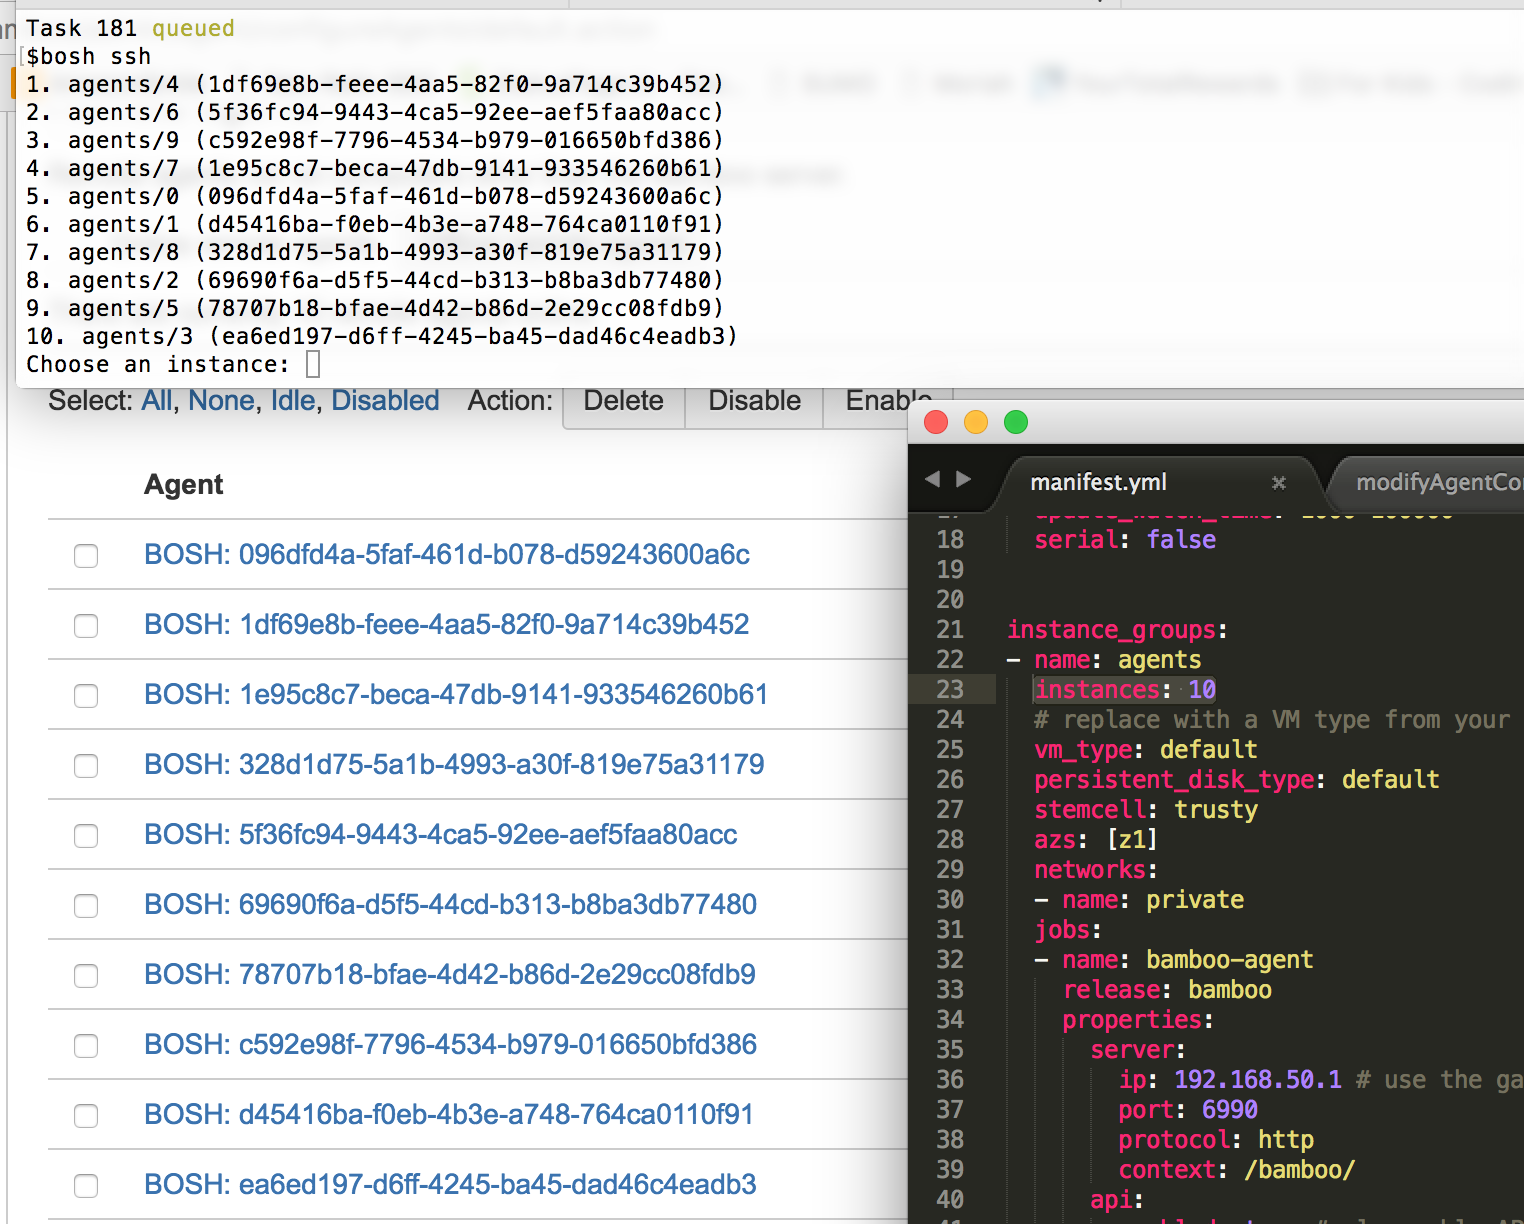 Task 181 queued
$bosh ssh
1. agents/4 (1df69e8b-feee-4aa5-82f0-9a714c39b452)
2. agents/6 (5f36fc94-9443-4ca5-92ee-aef5faa80acc)
3. agents/9 (c592e98f-7796-4534-b979-016650bfd386)
4. agents/7 (1e95c8c7-beca-47db-9141-933546260b61)
5. agents/0 (096dfd4a-5faf-461d-b078-d59243600a6c)
6. agents/1 (d45416ba-f0eb-4b3e-a748-764ca0110f91)
7. agents/8 (328d1d75-5a1b-4993-a30f-819e75a31179)
8. agents/2 (69690f6a-d5f5-44cd-b313-b8ba3db77480)
9. agents/5 (78707b18-bfae-4d42-b86d-2e29cc08fdb9)
10. agents/3 (ea6ed197-d6ff-4245-ba45-dad46c4eadb3)
Choose an instance:
Select: All, None, Idle, Disabled Action: Delete Disable Enable
Agent
BOSH: 096dfd4a-5faf-461d-b078-d59243600a6c
BOSH: 1df69e8b-feee-4aa5-82f0-9a714c39b452
BOSH: 1e95c8c7-beca-47db-9141-933546260b61
BOSH: 328d1d75-5a1b-4993-a30f-819e75a31179
BOSH: 5f36fc94-9443-4ca5-92ee-aef5faa80acc
BOSH: 69690f6a-d5f5-44cd-b313-b8ba3db77480
BOSH: 78707b18-bfae-4d42-b86d-2e29cc08fdb9
BOSH: c592e98f-7796-4534-b979-016650bfd386
BOSH: d45416ba-f0eb-4b3e-a748-764ca0110f91
BOSH: ea6ed197-d6ff-4245-ba45-dad46c4eadb3
manifest.yml × modifyAgentCo
18 serial: false
19
20
21 instance_groups:
22 - name: agents
23 instances: 10
24 # replace with a VM type from your
25 vm_type: default
26 persistent_disk_type: default
27 stemcell: trusty
28 azs: [z1]
29 networks:
30 - name: private
31 jobs:
32 - name: bamboo-agent
33 release: bamboo
34 properties:
35 server:
36 ip: 192.168.50.1 # use the ga
37 port: 6990
38 protocol: http
39 context: /bamboo/
40 api: